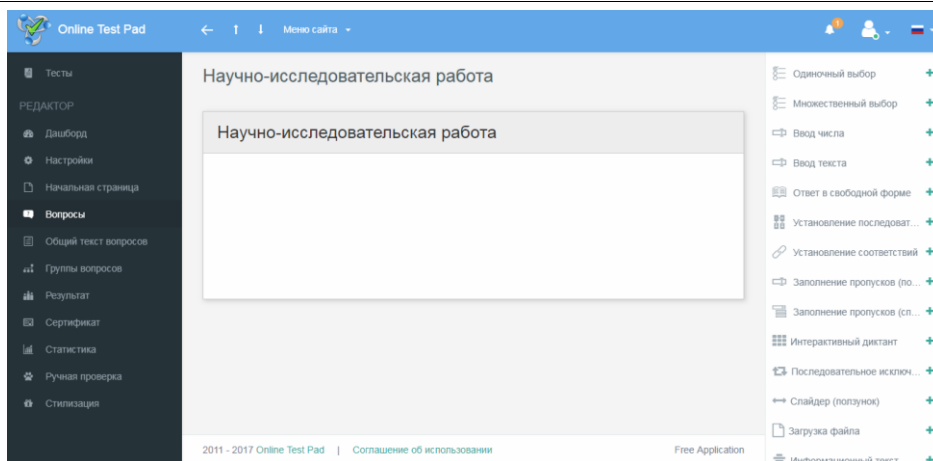 Online Test Pad
Меню сайта
1
Тесты
РЕДАКТОР
Дашборд
Настройки
Начальная страница
Вопросы
Общий текст вопросов
Группы вопросов
Результат
Сертификат
Статистика
Ручная проверка
Стилизация
Научно-исследовательская работа
Научно-исследовательская работа
2011 - 2017 Online Test Pad | Соглашение об использовании
Free Application
Одиночный выбор
Множественный выбор
Ввод числа
Ввод текста
Ответ в свободной форме
Установление последоват...
Установление соответствий
Заполнение пропусков (по...
Заполнение пропусков (сп...
Интерактивный диктант
Последовательное исключ...
Слайдер (ползунок)
Загрузка файла
Информационный текст